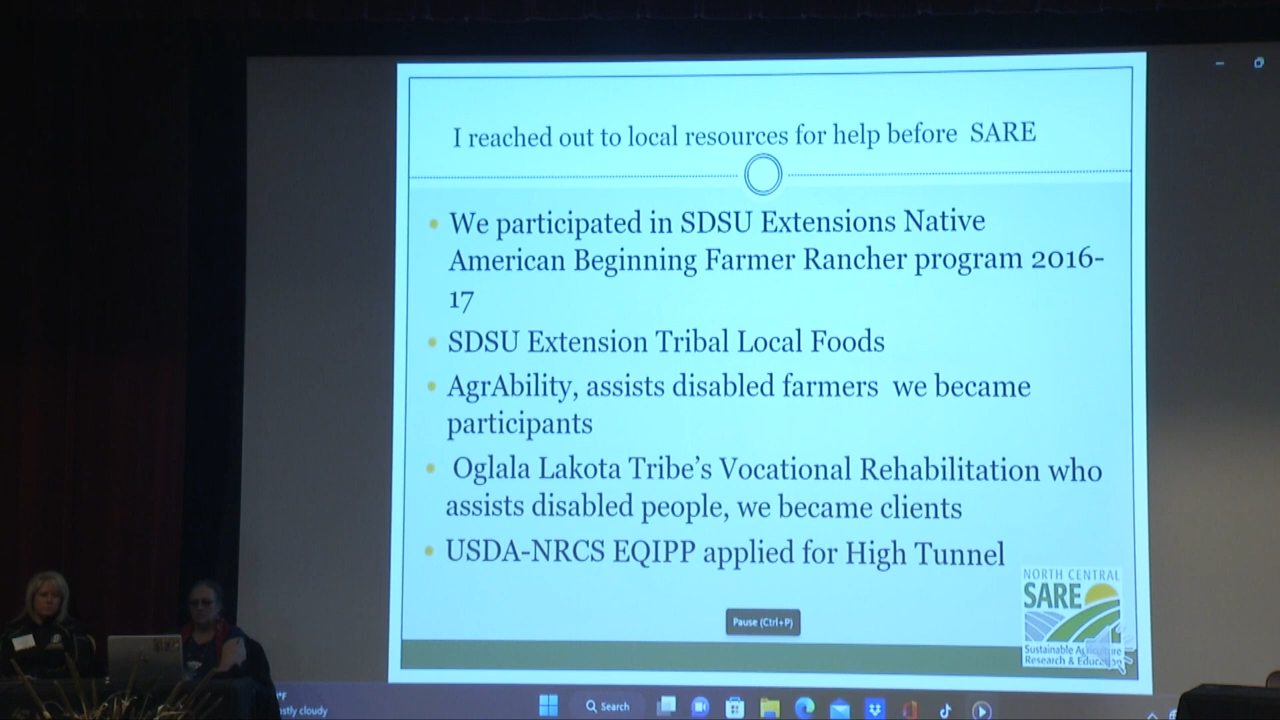 I reached out to local resources for help before SARE
We participated in SDSU Extensions Native
American Beginning Farmer Rancher program 2016-
17
SDSU Extension Tribal Local Foods
AgrAbility, assists disabled farmers we became
participants
Oglala Lakota Tribe's Vocational Rehabilitation who
assists disabled people, we became clients
USDA-NRCS EQIPP applied for High Tunnel
NORTH CENTRAL
SARE
Sustainable Agriculture
Research & Education
Pause (Ctrl+P)
°F
Search